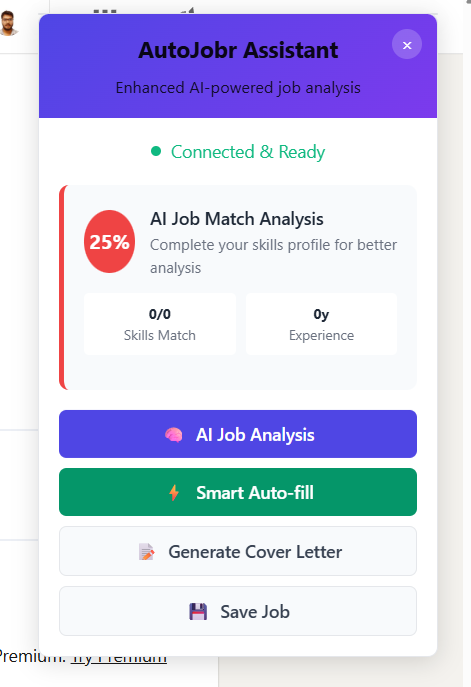 AutoJobr Assistant
×
Enhanced AI-powered job analysis
Connected & Ready
25%
AI Job Match Analysis
Complete your skills profile for better
analysis
0/0
Skills Match
0y
Experience
AI Job Analysis
Smart Auto-fill
Generate Cover Letter
Save Job
Premium. Try Premium